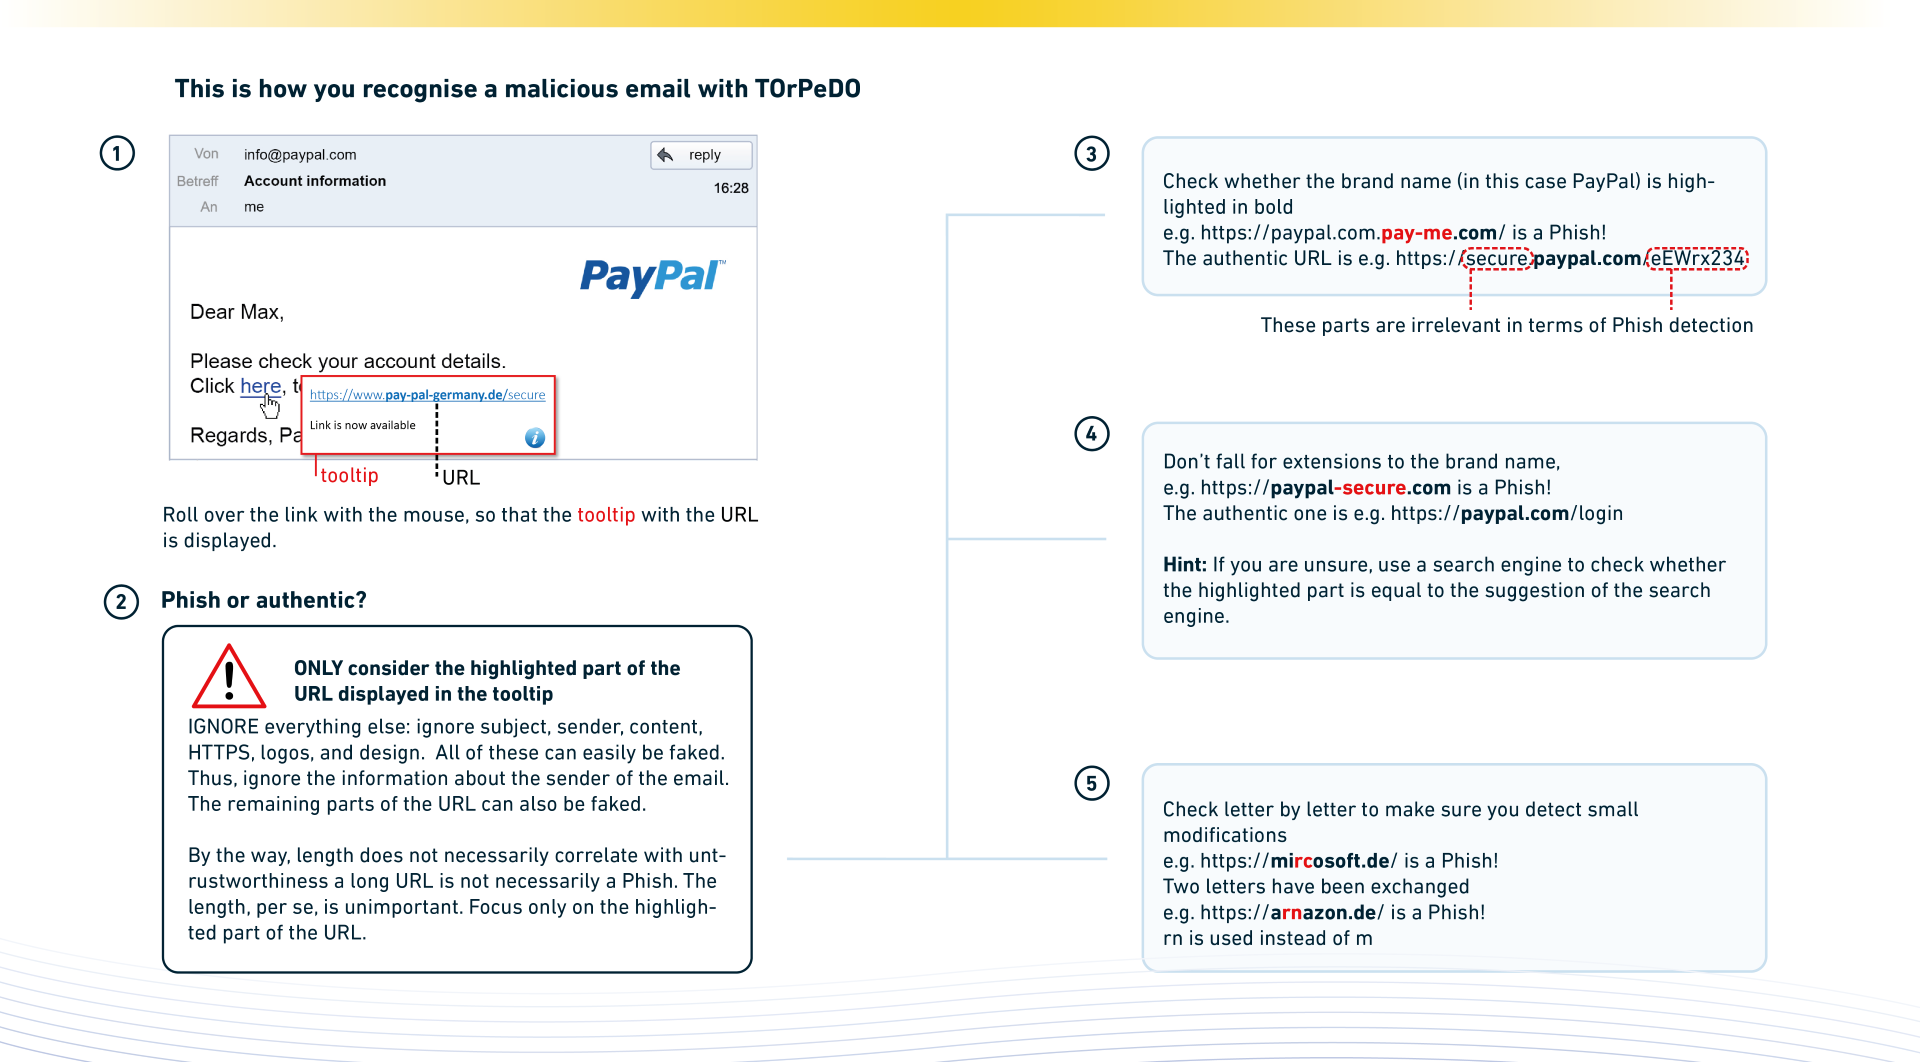 This is how you recognise a malicious email with TOrPeDO
1
Von info@paypal.com
reply
Betreff Account information
16:28
An me
PayPal™
Dear Max,
Please check your account details.
Click here, t
https://www.pay-pal-germany.de/secure
Link is now available
i
Regards, Pa
tooltip
URL
Roll over the link with the mouse, so that the tooltip with the URL
is displayed.
2
Phish or authentic?
!
ONLY consider the highlighted part of the
URL displayed in the tooltip
IGNORE everything else: ignore subject, sender, content,
HTTPS, logos, and design.  All of these can easily be faked.
Thus, ignore the information about the sender of the email.
The remaining parts of the URL can also be faked.
By the way, length does not necessarily correlate with unt-
rustworthiness a long URL is not necessarily a Phish. The
length, per se, is unimportant. Focus only on the highligh-
ted part of the URL.
3
Check whether the brand name (in this case PayPal) is high-
lighted in bold
e.g. https://paypal.com.pay-me.com/ is a Phish!
The authentic URL is e.g. https://secure.paypal.com/eEWrx234
These parts are irrelevant in terms of Phish detection
4
Don't fall for extensions to the brand name,
e.g. https://paypal-secure.com is a Phish!
The authentic one is e.g. https://paypal.com/login
Hint: If you are unsure, use a search engine to check whether
the highlighted part is equal to the suggestion of the search
engine.
5
Check letter by letter to make sure you detect small
modifications
e.g. https://mircosoft.de/ is a Phish!
Two letters have been exchanged
e.g. https://arnazon.de/ is a Phish!
rn is used instead of m